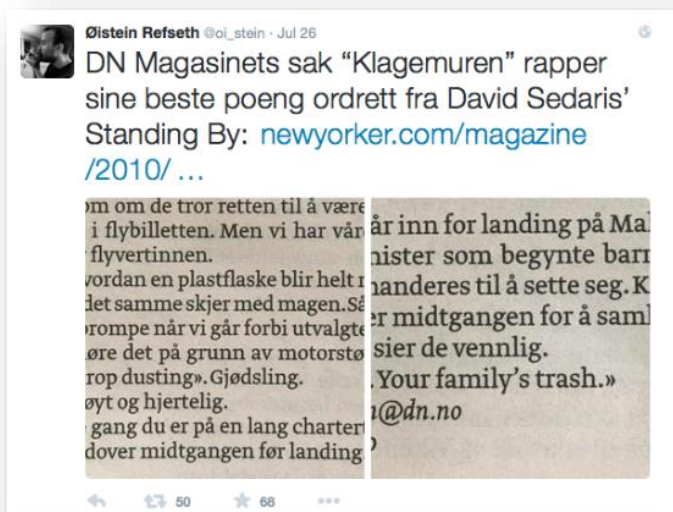 Øistein Refseth @oi_stein · Jul 26
DN Magasinets sak “Klagemuren” rapper
sine beste poeng ordrett fra David Sedaris’
Standing By: newyorker.com/magazine
/2010/ …
om om de tror retten til å være
i flybilletten. Men vi har vår
flyvertinnen.
vordan en plastflaske blir helt
det samme skjer med magen. Så
prompe når vi går forbi utvalgte
øre det på grunn av motorstø
rop dusting». Gjødsling.
øyt og hjertelig.
gang du er på en lang charter
dover midtgangen før landing
år inn for landing på Mal
nister som begynte barn
nanderes til å sette seg. K
er midtgangen for å saml
sier de vennlig.
. Your family’s trash.»
@dn.no
50 68